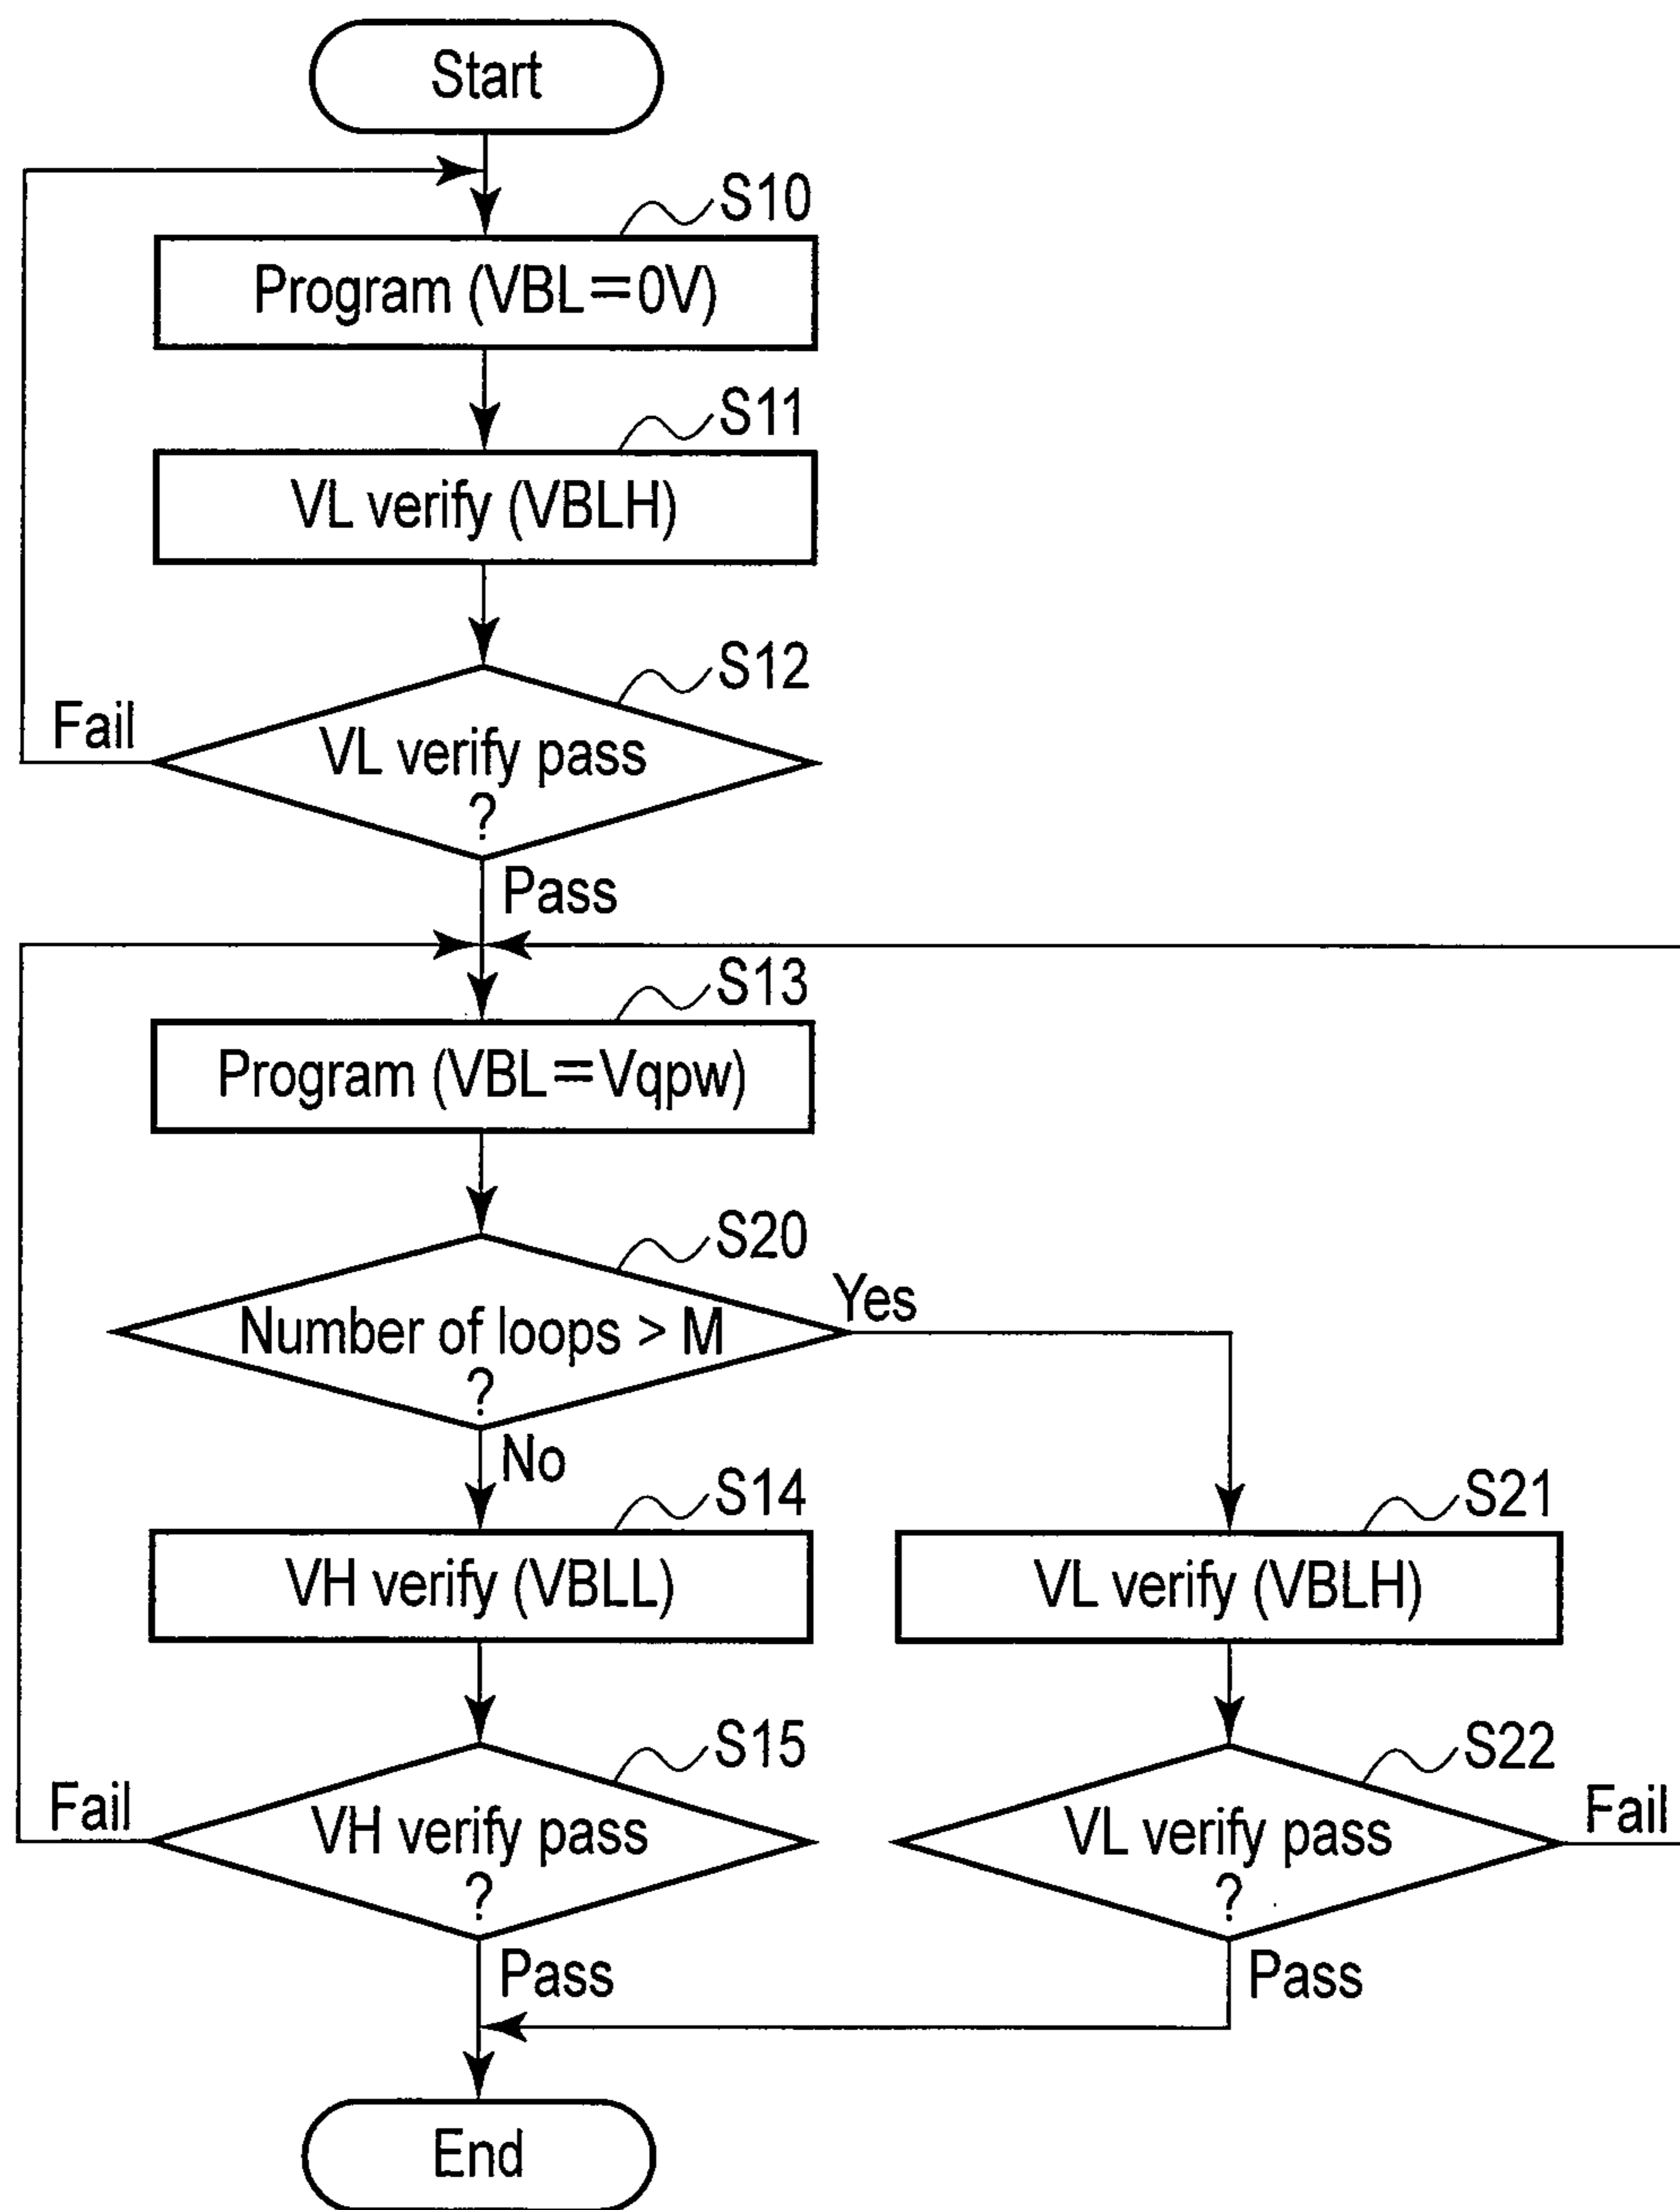 Start
S10
Program (VBL=0V)
S11
VL verify (VBLH)
S12
Fail
VL verify pass
?
Pass
S13
Program (VBL=Vqpw)
S20
Yes
Number of loops > M
?
No
S14
S21
VH verify (VBLL)
VL verify (VBLH)
S15
S22
Fail
VH verify pass
?
VL verify pass
?
Fail
Pass
Pass
End